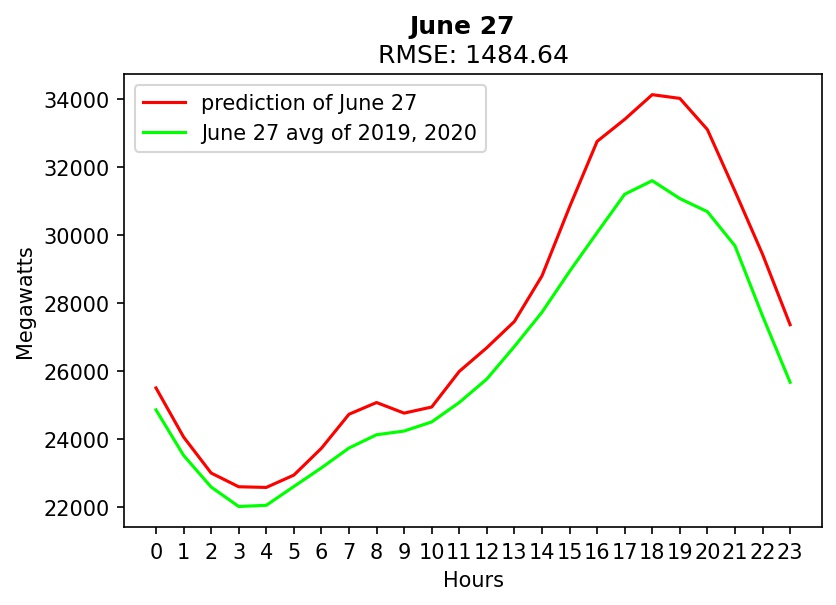 June 27
RMSE: 1484.64
prediction of June 27
June 27 avg of 2019, 2020
Megawatts
34000
32000
30000
28000
26000
24000
22000
0 1 2 3 4 5 6 7 8 9 10 11 12 13 14 15 16 17 18 19 20 21 22 23
Hours